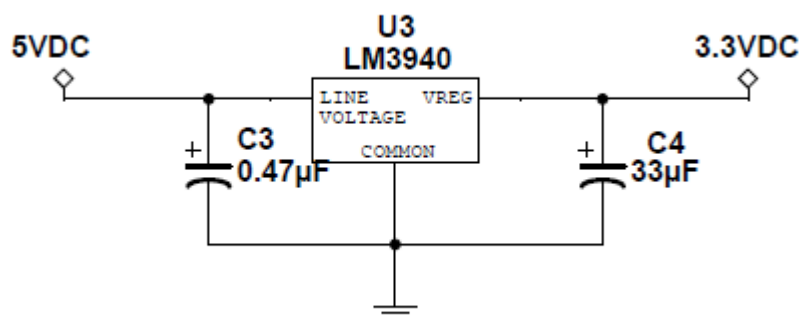 5VDC
U3
LM3940
3.3VDC
LINE VREG
VOLTAGE
COMMON
+ C3
0.47µF
+ C4
33µF